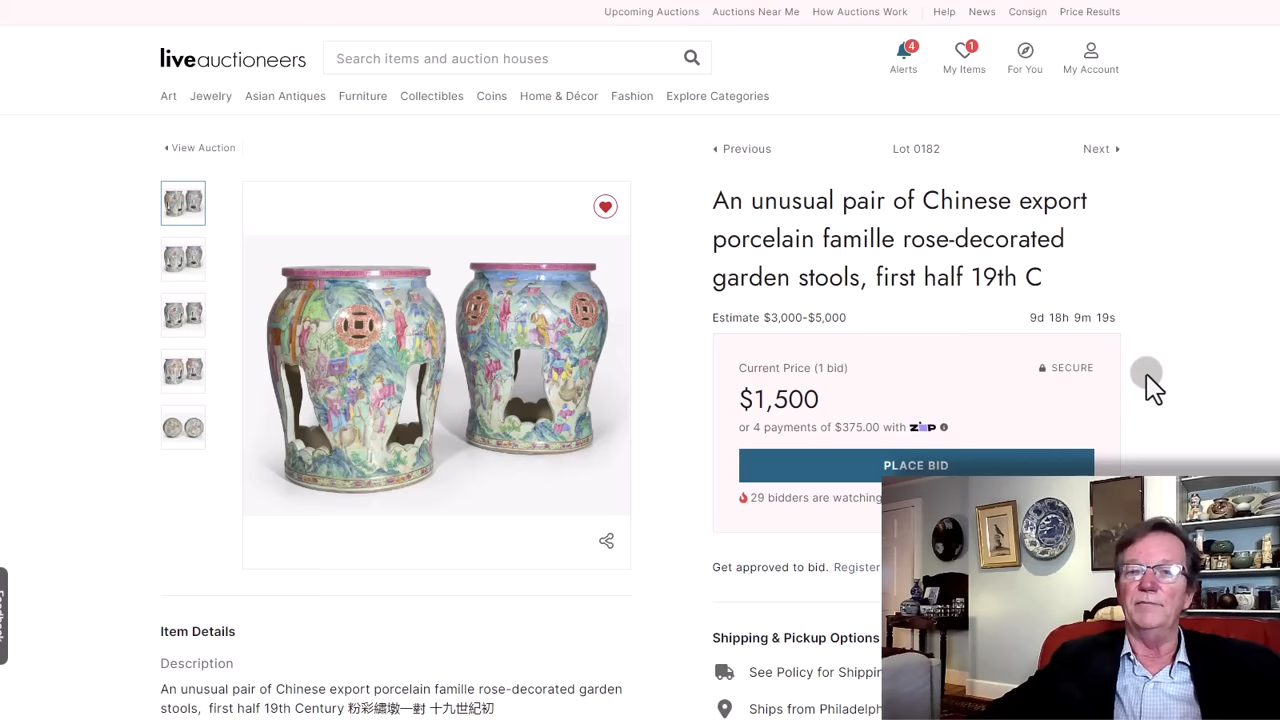 Upcoming Auctions Auctions Near Me How Auctions Work Help News Consign Price Results
liveauctioneers
Search items and auction houses
4
Alerts
1
My Items
For You
My Account
Art Jewelry Asian Antiques Furniture Collectibles Coins Home & Décor Fashion Explore Categories
View Auction
Previous
Lot 0182
Next
An unusual pair of Chinese export
porcelain famille rose-decorated
garden stools, first half 19th C
Estimate $3,000-$5,000
9d 18h 9m 19s
Current Price (1 bid)
SECURE
$1,500
or 4 payments of $375.00 with zip
PLACE BID
29 bidders are watching
Get approved to bid. Register
Shipping & Pickup Options
See Policy for Shippin
Ships from Philadelph
Item Details
Description
An unusual pair of Chinese export porcelain famille rose-decorated garden
stools, first half 19th Century 粉彩繡墩一對 十九世紀初
Feedback